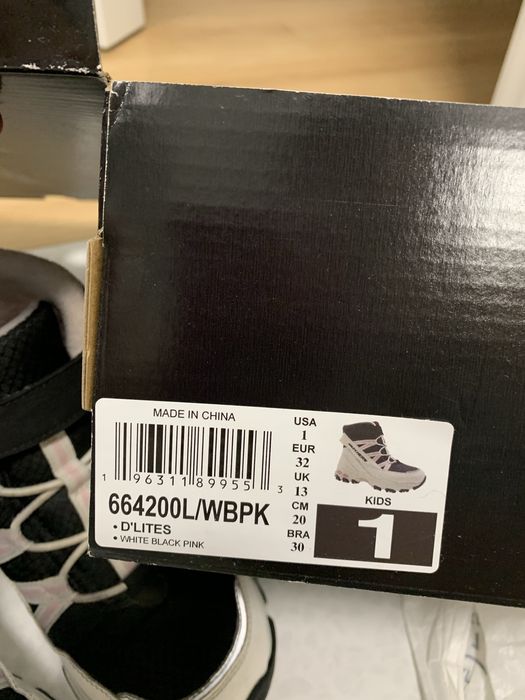 MADE IN CHINA
1 96311 89955 3
664200L/WBPK
• D'LITES
• WHITE BLACK PINK
USA
1
EUR
32
UK
13
CM
20
BRA
30
KIDS
1